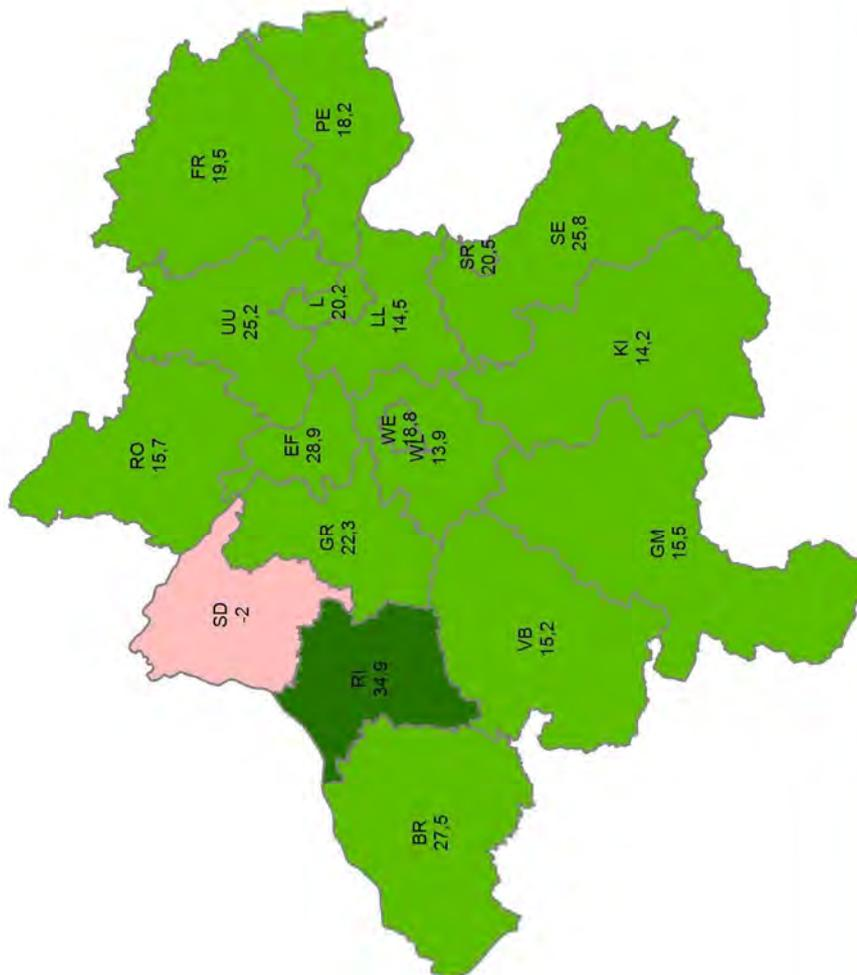 RO
15,7
FR
19,5
SD
-2
UU
25,2
EF
28,9
L
20,2
PE
18,2
GR
22,3
RI
34,9
LL
14,5
WE
18,8
WL
13,9
BR
27,5
SR
20,5
VB
15,2
SE
25,8
KI
14,2
GM
15,5